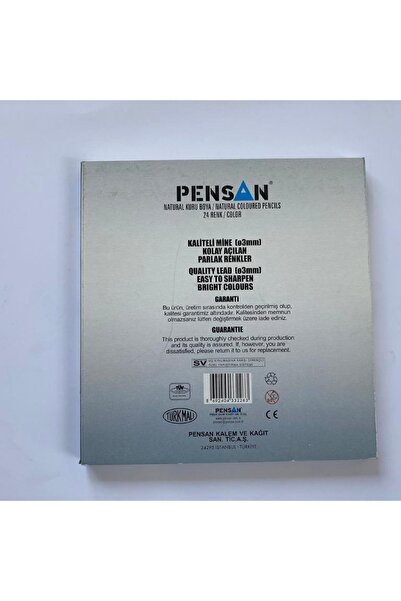 PENSAN®
NATURAL KURU BOYA / NATURAL COLOURED PENCILS
24 RENK / COLOR
KALİTELİ MİNE (ø3mm)
KOLAY AÇILAN
PARLAK RENKLER
QUALITY LEAD (ø3mm)
EASY TO SHARPEN
BRIGHT COLOURS
GARANTI
Bu ürün, üretim sırasında kontrolden geçirilmiş olup,
kalitesi garantimiz altındadır. Kalitesinden memnun
olmazsanız lütfen değiştirmek üzere iade ediniz.
GUARANTIE
This product is thoroughly checked during production
and its quality is assured. If, however, you are
dissatisfied, please return it to us for replacement.
SV
PENSAN
TÜRK MALI
PENSAN KALEM VE KAĞIT
SAN. TİC.A.Ş.
34290 İSTANBUL - TÜRKİYE